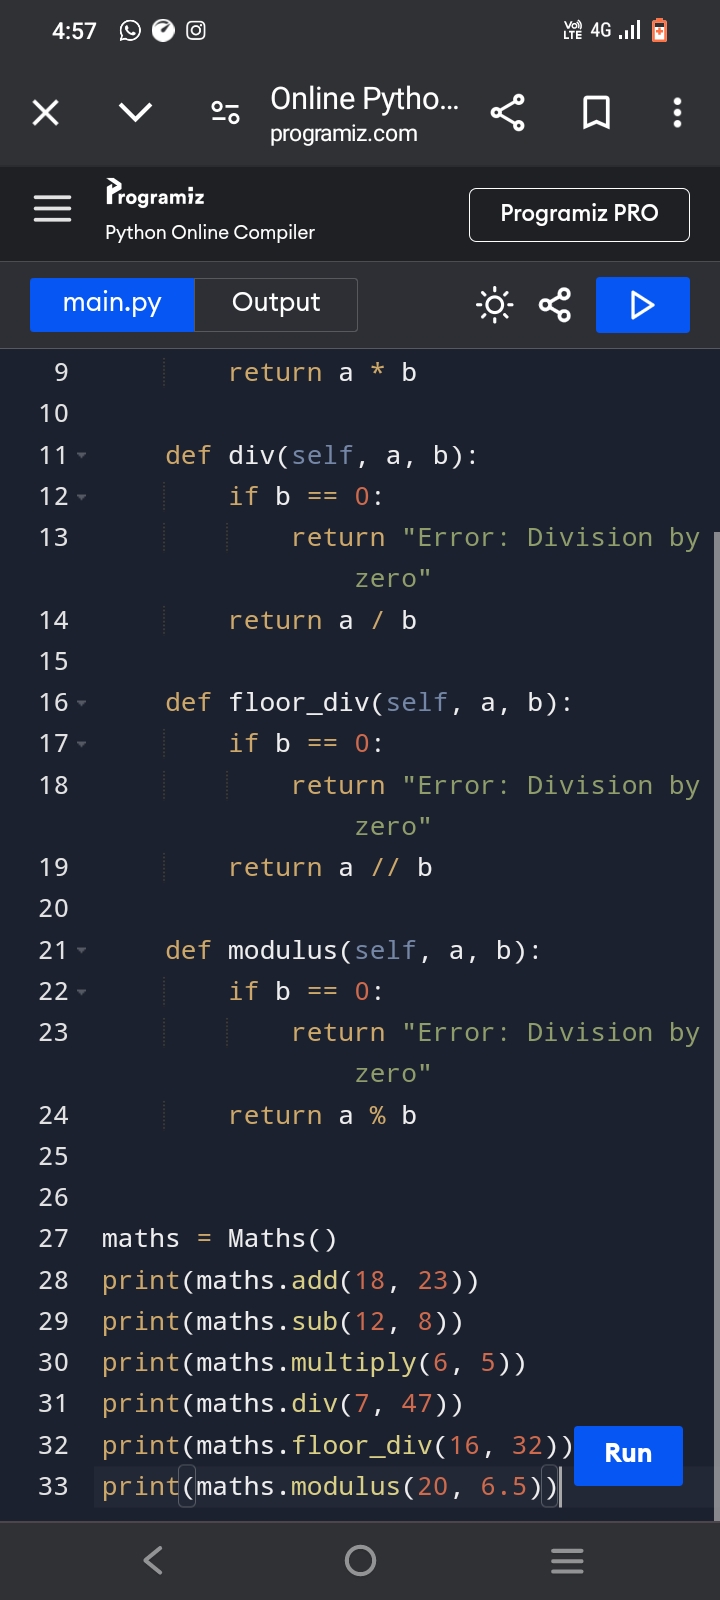 4:57 Vo) LTE 4G
Online Pytho...
programiz.com
Programiz
Python Online Compiler
Programiz PRO
main.py Output
9 return a * b
10
11 def div(self, a, b):
12 if b == 0:
13 return "Error: Division by
zero"
14 return a / b
15
16 def floor_div(self, a, b):
17 if b == 0:
18 return "Error: Division by
zero"
19 return a // b
20
21 def modulus(self, a, b):
22 if b == 0:
23 return "Error: Division by
zero"
24 return a % b
25
26
27 maths = Maths()
28 print(maths.add(18, 23))
29 print(maths.sub(12, 8))
30 print(maths.multiply(6, 5))
31 print(maths.div(7, 47))
32 print(maths.floor_div(16, 32))
Run
33 print(maths.modulus(20, 6.5))